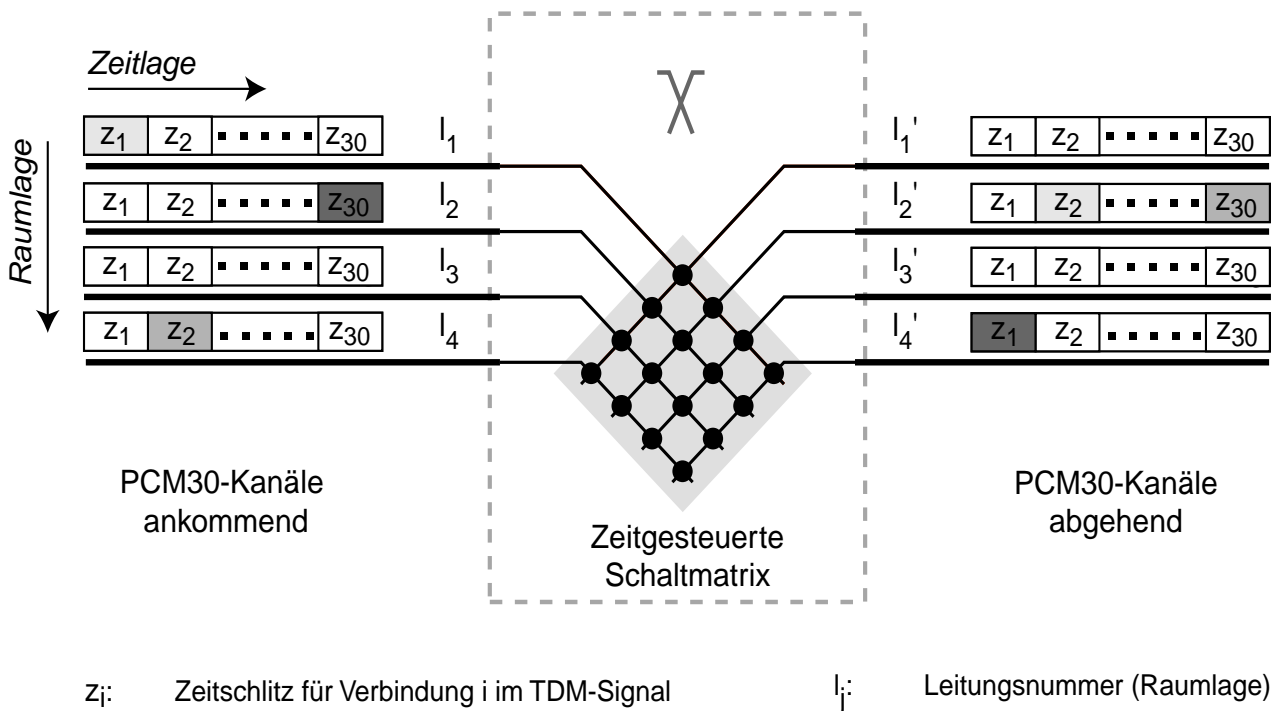 Zeitlage
Raumlage
z1 z2 z30 l1 l1' z1 z2 z30
z1 z2 z30 l2 l2' z1 z2 z30
z1 z2 z30 l3 l3' z1 z2 z30
z1 z2 z30 l4 l4' z1 z2 z30
PCM30-Kanäle
ankommend
Zeitgesteuerte
Schaltmatrix
PCM30-Kanäle
abgehend
zi: Zeitschlitz für Verbindung i im TDM-Signal
lj: Leitungsnummer (Raumlage)